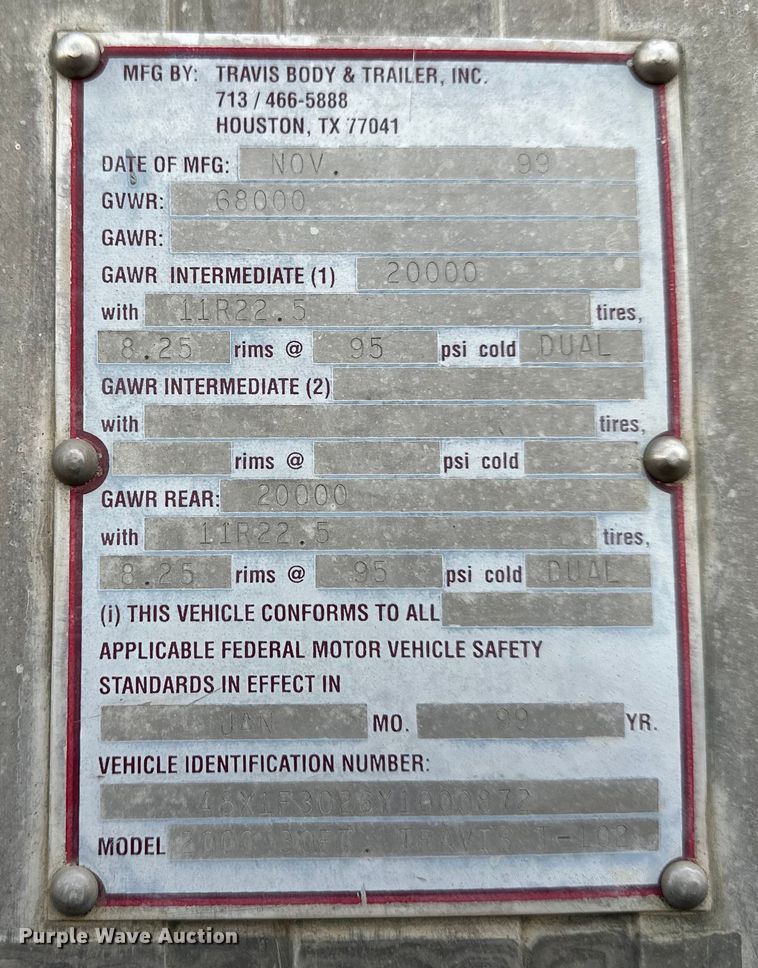 MFG BY: TRAVIS BODY & TRAILER, INC.
713 / 466-5888
HOUSTON, TX 77041
DATE OF MFG: NOV. 99
GVWR: 68000
GAWR:
GAWR INTERMEDIATE (1) 20000
with 11R22.5 tires,
8.25 rims @ 95 psi cold DUAL
GAWR INTERMEDIATE (2)
with tires,
rims @ psi cold
GAWR REAR: 20000
with 11R22.5 tires,
8.25 rims @ 95 psi cold DUAL
(i) THIS VEHICLE CONFORMS TO ALL
APPLICABLE FEDERAL MOTOR VEHICLE SAFETY
STANDARDS IN EFFECT IN
JAN MO. 99 YR.
VEHICLE IDENTIFICATION NUMBER:
MODEL 2000 30FT. TRAVIS
Purple Wave Auction